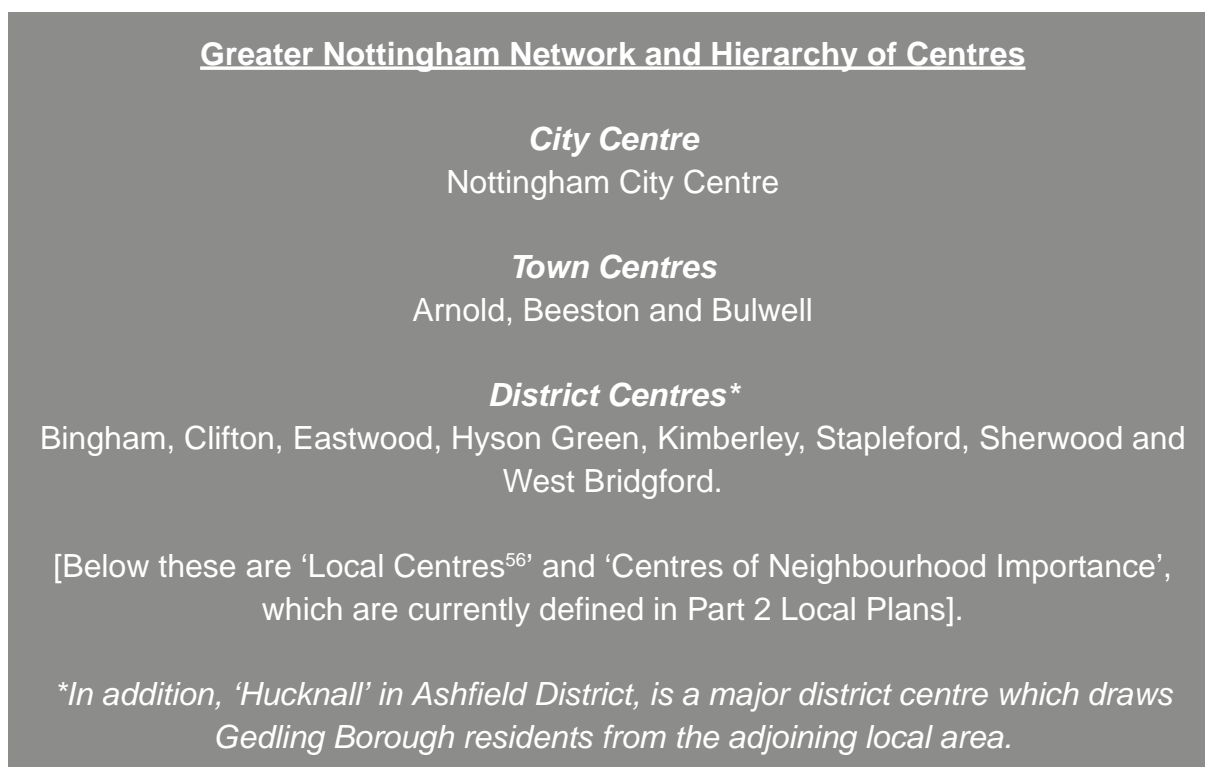 Greater Nottingham Network and Hierarchy of Centres
City Centre
Nottingham City Centre
Town Centres
Arnold, Beeston and Bulwell
District Centres*
Bingham, Clifton, Eastwood, Hyson Green, Kimberley, Stapleford, Sherwood and
West Bridgford.
[Below these are ‘Local Centres56’ and ‘Centres of Neighbourhood Importance’,
which are currently defined in Part 2 Local Plans].
*In addition, ‘Hucknall’ in Ashfield District, is a major district centre which draws
Gedling Borough residents from the adjoining local area.